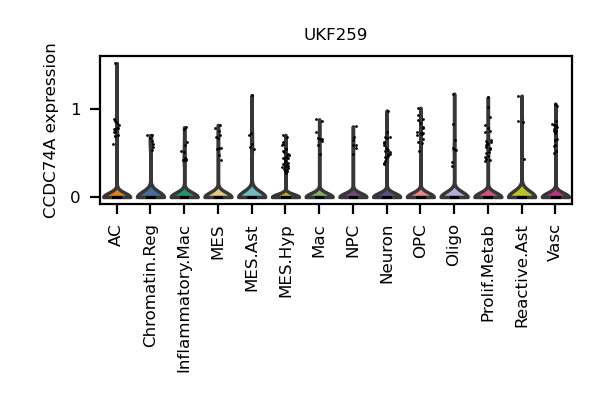 UKF259
CCDC74A expression
1
0
AC
Chromatin.Reg
Inflammatory.Mac
MES
MES.Ast
MES.Hyp
Mac
NPC
Neuron
OPC
Oligo
Prolif.Metab
Reactive.Ast
Vasc